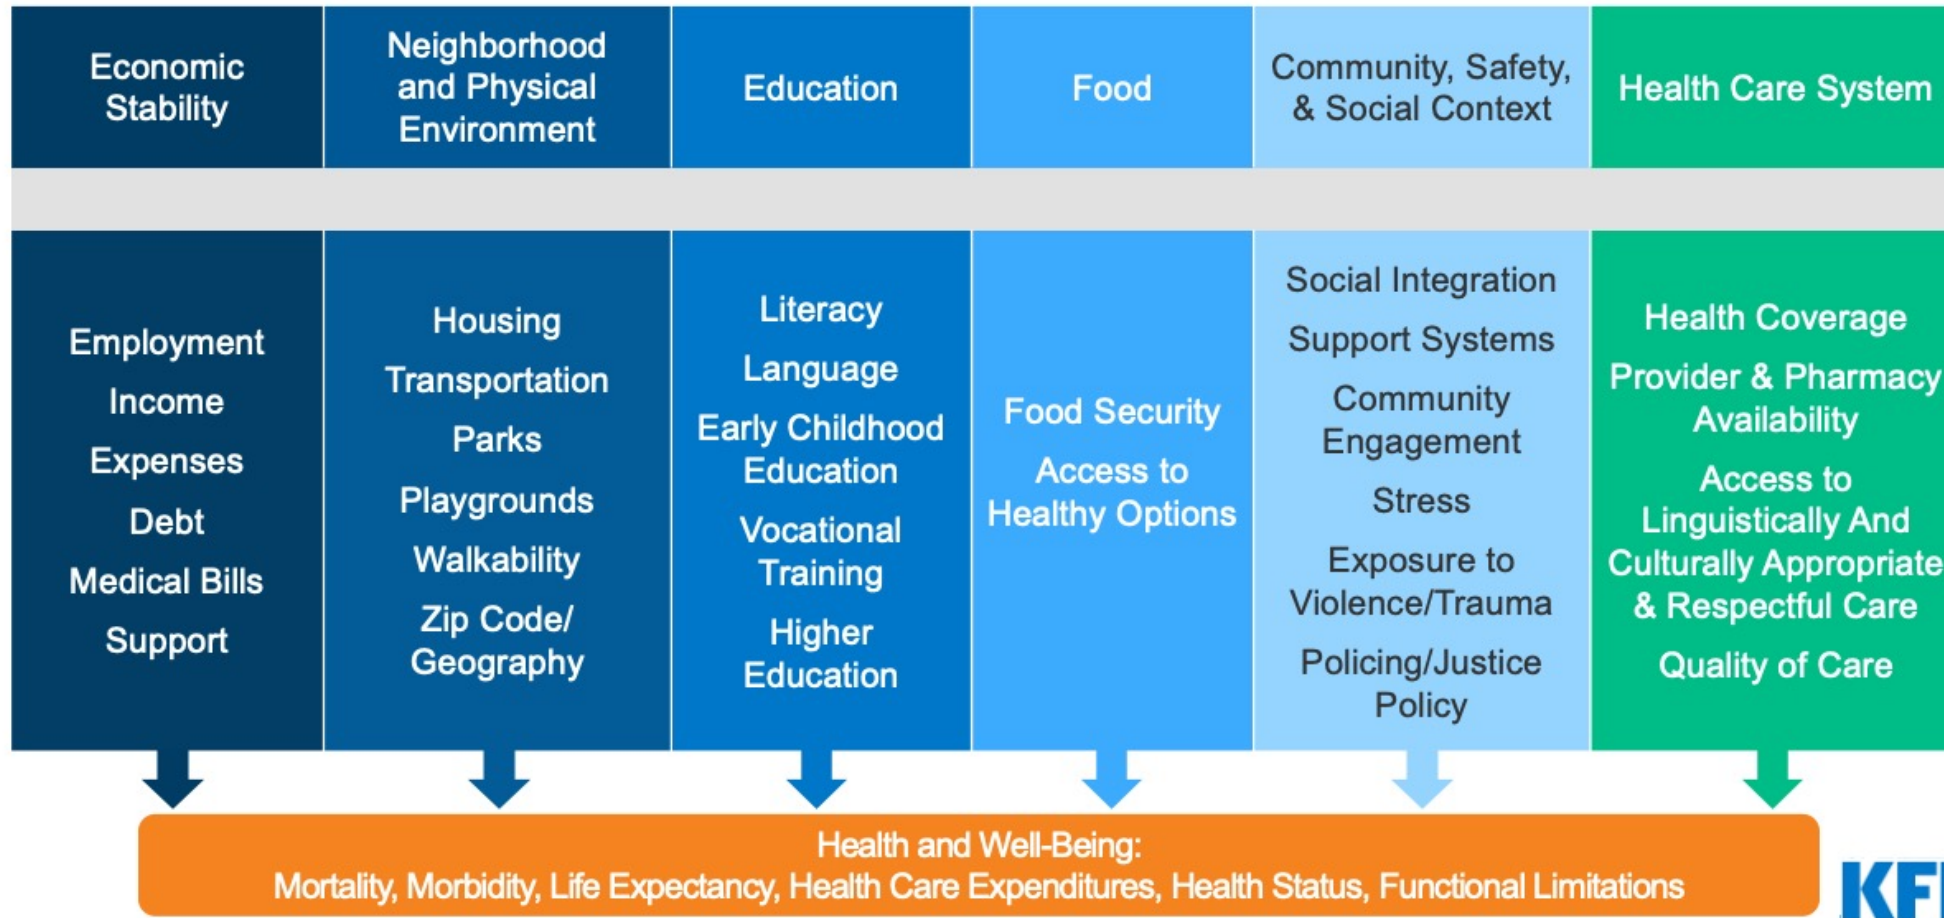 Economic
Stability
Neighborhood
and Physical
Environment
Education
Food
Community, Safety,
& Social Context
Health Care System
Employment
Income
Expenses
Debt
Medical Bills
Support
Housing
Transportation
Parks
Playgrounds
Walkability
Zip Code/
Geography
Literacy
Language
Early Childhood
Education
Vocational
Training
Higher
Education
Food Security
Access to
Healthy Options
Social Integration
Support Systems
Community
Engagement
Stress
Exposure to
Violence/Trauma
Policing/Justice
Policy
Health Coverage
Provider & Pharmacy
Availability
Access to
Linguistically And
Culturally Appropriate
& Respectful Care
Quality of Care
Health and Well-Being:
Mortality, Morbidity, Life Expectancy, Health Care Expenditures, Health Status, Functional Limitations